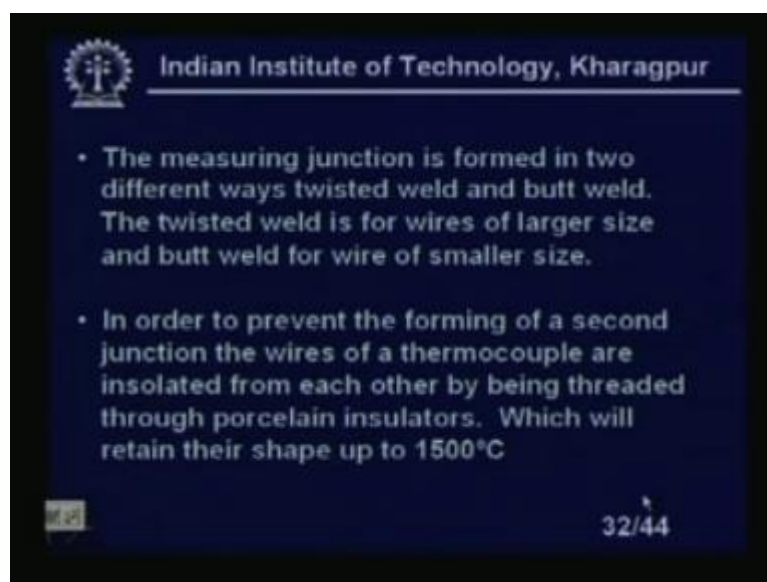 Indian Institute of Technology, Kharagpur
• The measuring junction is formed in two
different ways twisted weld and butt weld.
The twisted weld is for wires of larger size
and butt weld for wire of smaller size.
• In order to prevent the forming of a second
junction the wires of a thermocouple are
insolated from each other by being threaded
through porcelain insulators. Which will
retain their shape up to 1500°C
32/44